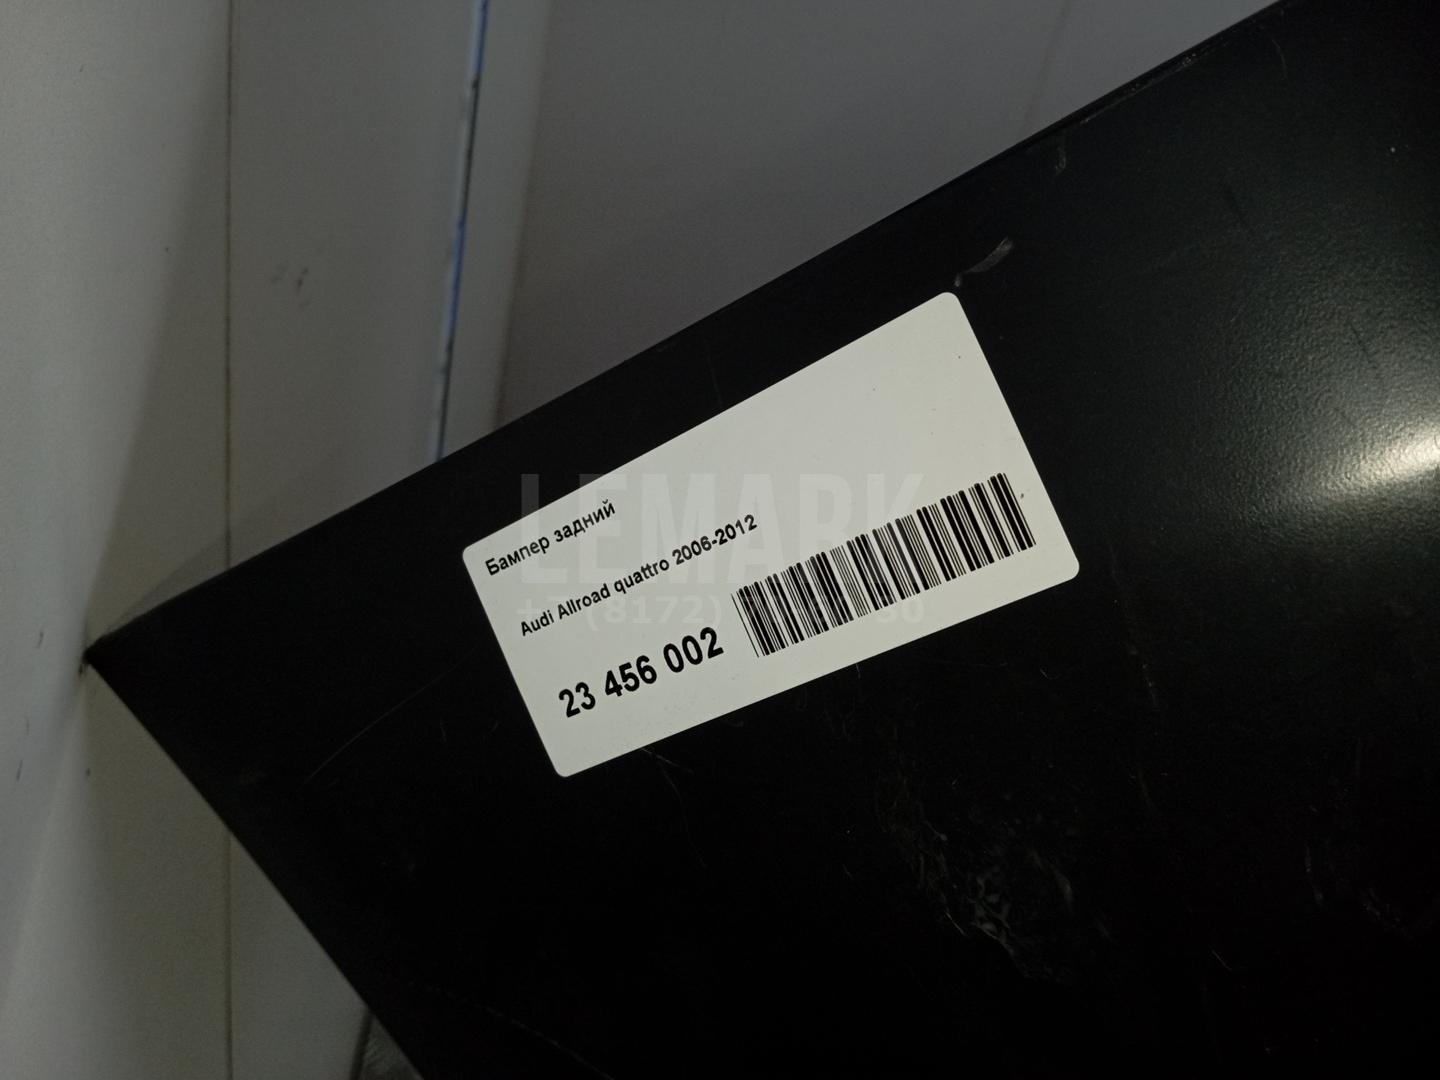 Бампер задний
Audi Allroad quattro 2006-2012
23 456 002
LEMARK